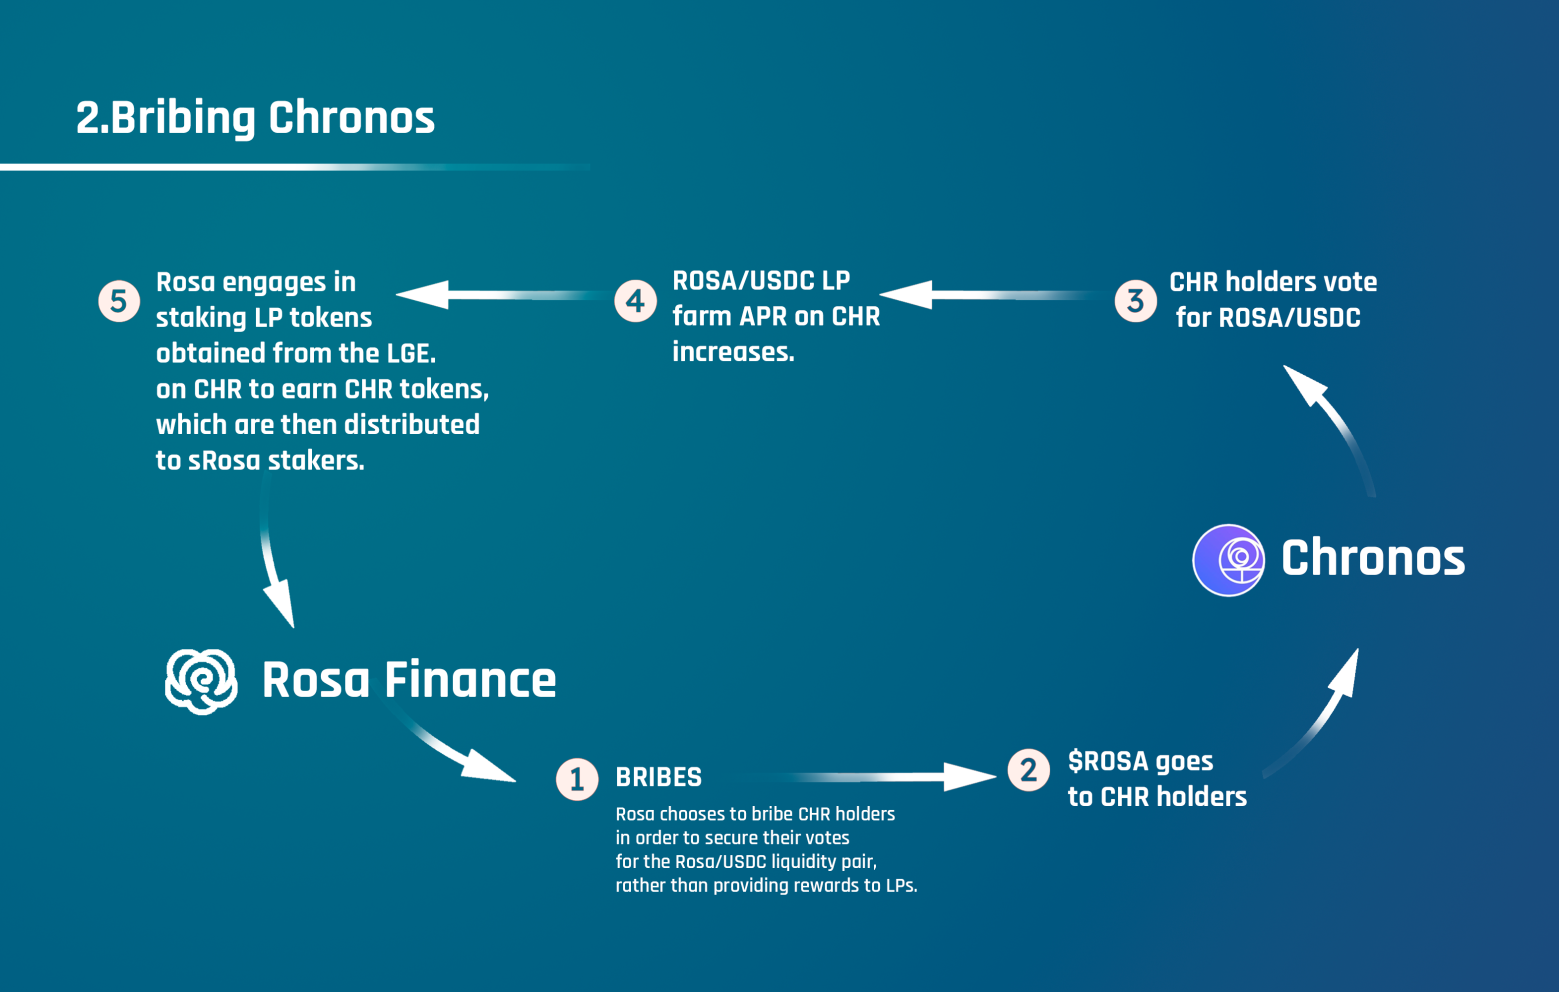 2.Bribing Chronos
5
Rosa engages in
staking LP tokens
obtained from the LGE.
on CHR to earn CHR tokens,
which are then distributed
to sRosa stakers.
4
ROSA/USDC LP
farm APR on CHR
increases.
3
CHR holders vote
for ROSA/USDC
Chronos
Rosa Finance
1
BRIBES
Rosa chooses to bribe CHR holders
in order to secure their votes
for the Rosa/USDC liquidity pair,
rather than providing rewards to LPs.
2
$ROSA goes
to CHR holders